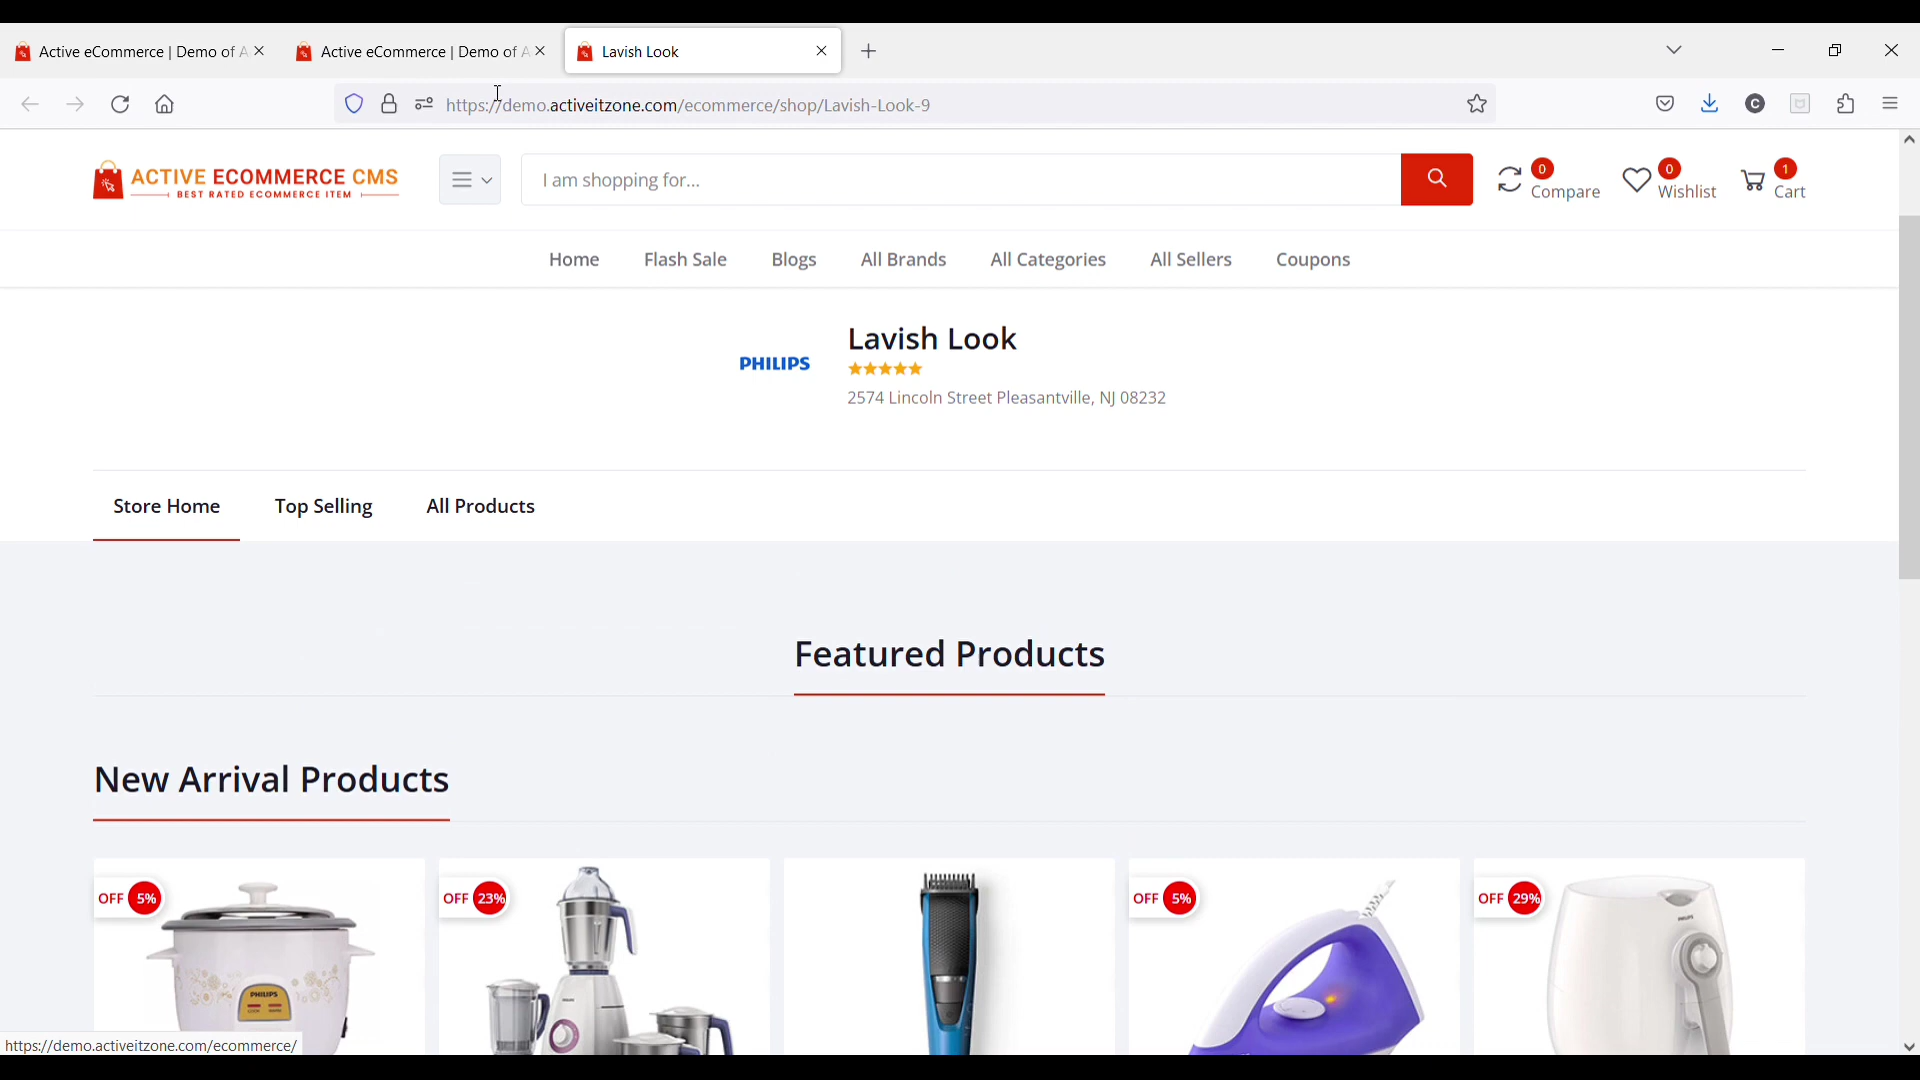 Active eCommerce | Demo of A
Active eCommerce | Demo of A
Lavish Look
https://demo.activeitzone.com/ecommerce/shop/Lavish-Look-9
C
ACTIVE ECOMMERCE CMS
BEST RATED ECOMMERCE ITEM
I am shopping for...
0
Compare
0
Wishlist
1
Cart
Home Flash Sale Blogs All Brands All Categories All Sellers Coupons
PHILIPS
Lavish Look
2574 Lincoln Street Pleasantville, NJ 08232
Store Home Top Selling All Products
Featured Products
New Arrival Products
OFF 5%
OFF 23%
OFF 5%
OFF 29%
PHILIPS
https://demo.activeitzone.com/ecommerce/